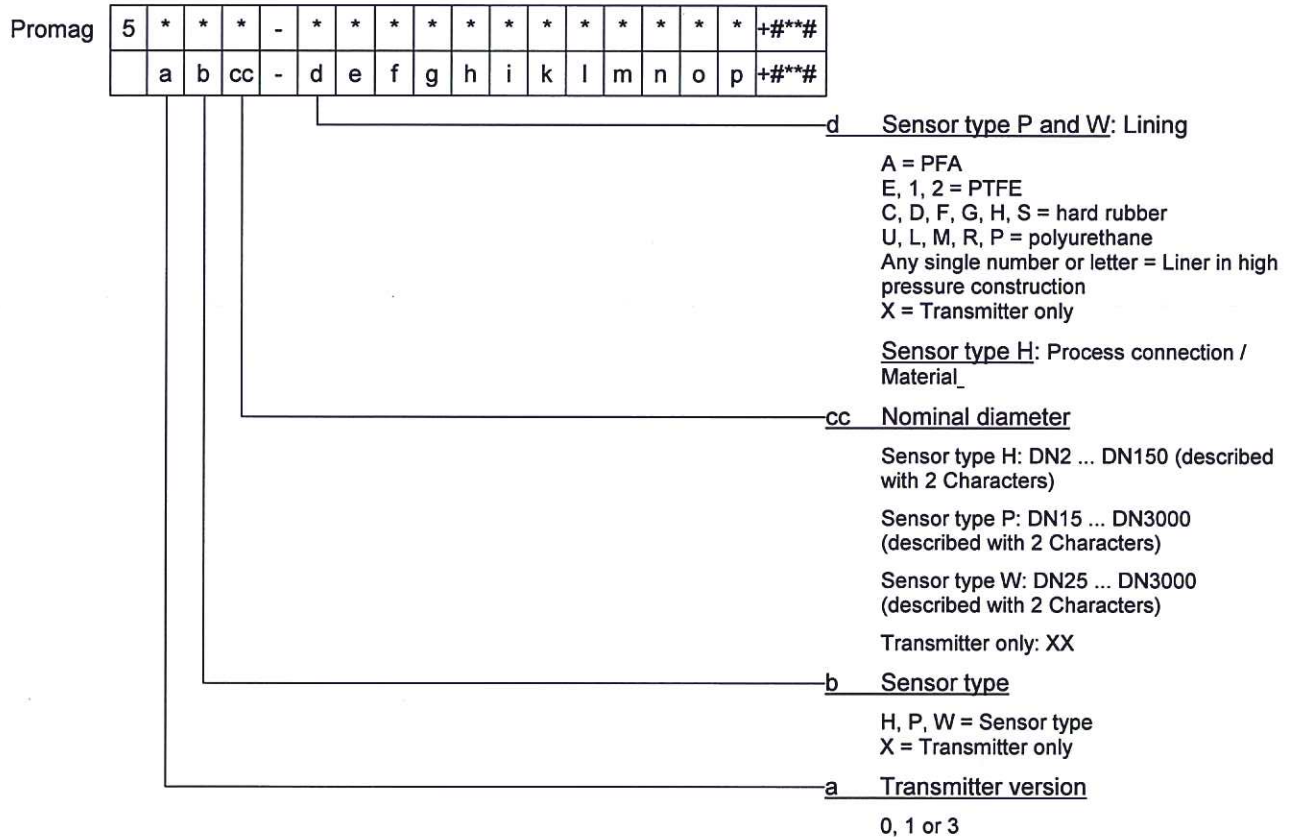 Promag 5 * * * - * * * * * * * * * * * * +#**#
a b cc - d e f g h i k l m n o p +#**#
d Sensor type P and W: Lining
A = PFA
E, 1, 2 = PTFE
C, D, F, G, H, S = hard rubber
U, L, M, R, P = polyurethane
Any single number or letter = Liner in high
pressure construction
X = Transmitter only
Sensor type H: Process connection /
Material_
cc Nominal diameter
Sensor type H: DN2 ... DN150 (described
with 2 Characters)
Sensor type P: DN15 ... DN3000
(described with 2 Characters)
Sensor type W: DN25 ... DN3000
(described with 2 Characters)
Transmitter only: XX
b Sensor type
H, P, W = Sensor type
X = Transmitter only
a Transmitter version
0, 1 or 3